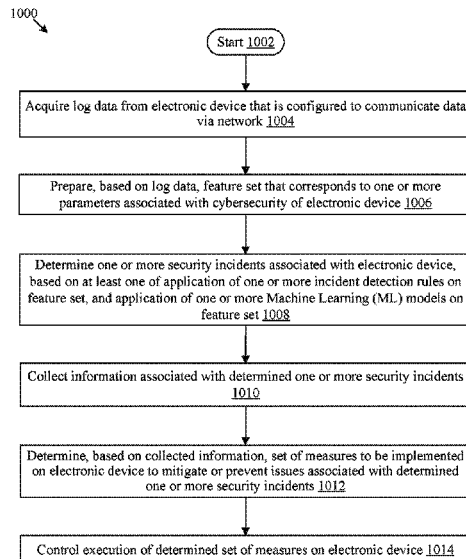 1000
Start 1002
Acquire log data from electronic device that is configured to communicate data
via network 1004
Prepare, based on log data, feature set that corresponds to one or more
parameters associated with cybersecurity of electronic device 1006
Determine one or more security incidents associated with electronic device,
based on at least one of application of one or more incident detection rules on
feature set, and application of one or more Machine Learning (ML) models on
feature set 1008
Collect information associated with determined one or more security incidents
1010
Determine, based on collected information, set of measures to be implemented
on electronic device to mitigate or prevent issues associated with determined
one or more security incidents 1012
Control execution of determined set of measures on electronic device 1014